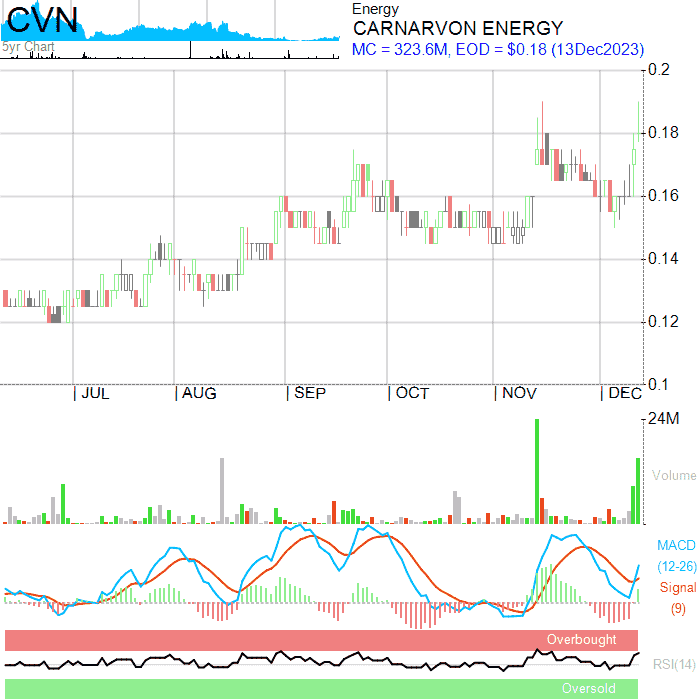 CVN
5yr Chart
Energy
CARNARVON ENERGY
MC = 323.6M, EOD = $0.18 (13Dec2023)
0.2
0.18
0.16
0.14
0.12
0.1
| JUL | AUG | SEP | OCT | NOV | DEC
24M
Volume
MACD
(12-26)
Signal
(9)
Overbought
RSI(14)
Oversold